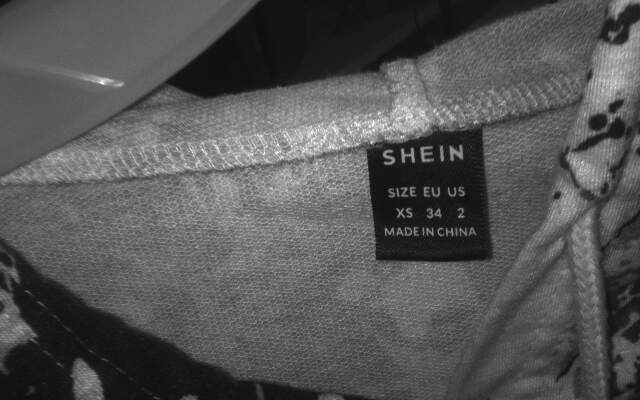 SHEIN
SIZE EU US
XS 34 2
MADE IN CHINA